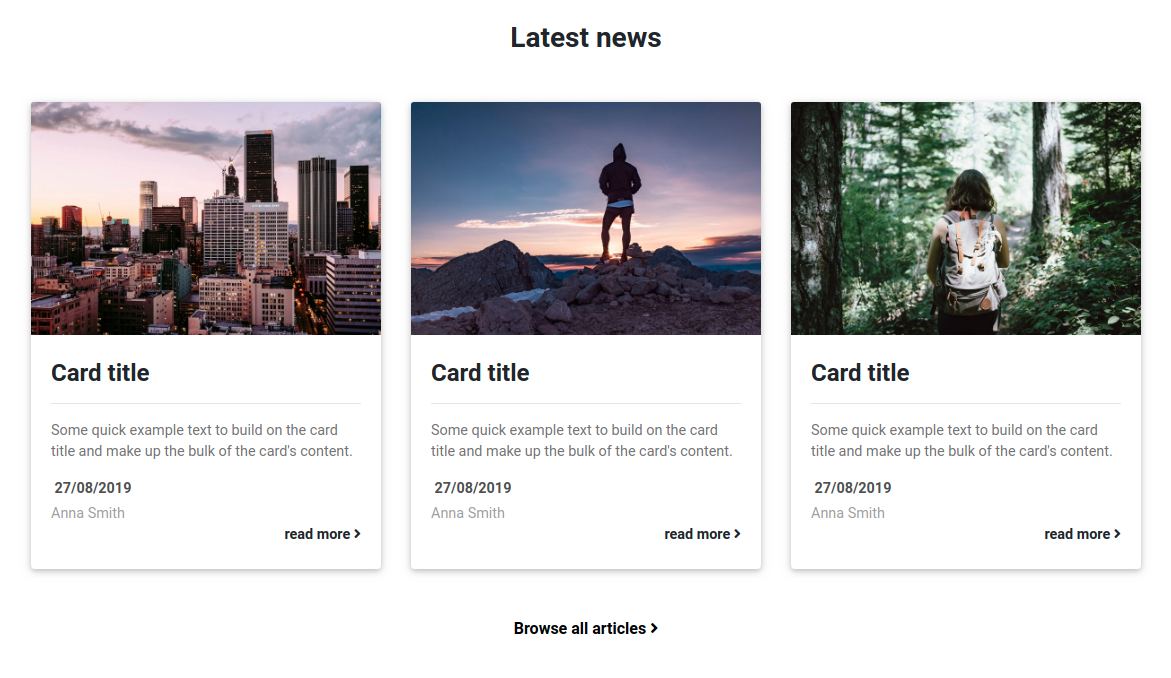 Latest news
Card title
Some quick example text to build on the card
title and make up the bulk of the card's content.
27/08/2019
Anna Smith
read more
Card title
Some quick example text to build on the card
title and make up the bulk of the card's content.
27/08/2019
Anna Smith
read more
Card title
Some quick example text to build on the card
title and make up the bulk of the card's content.
27/08/2019
Anna Smith
read more
Browse all articles